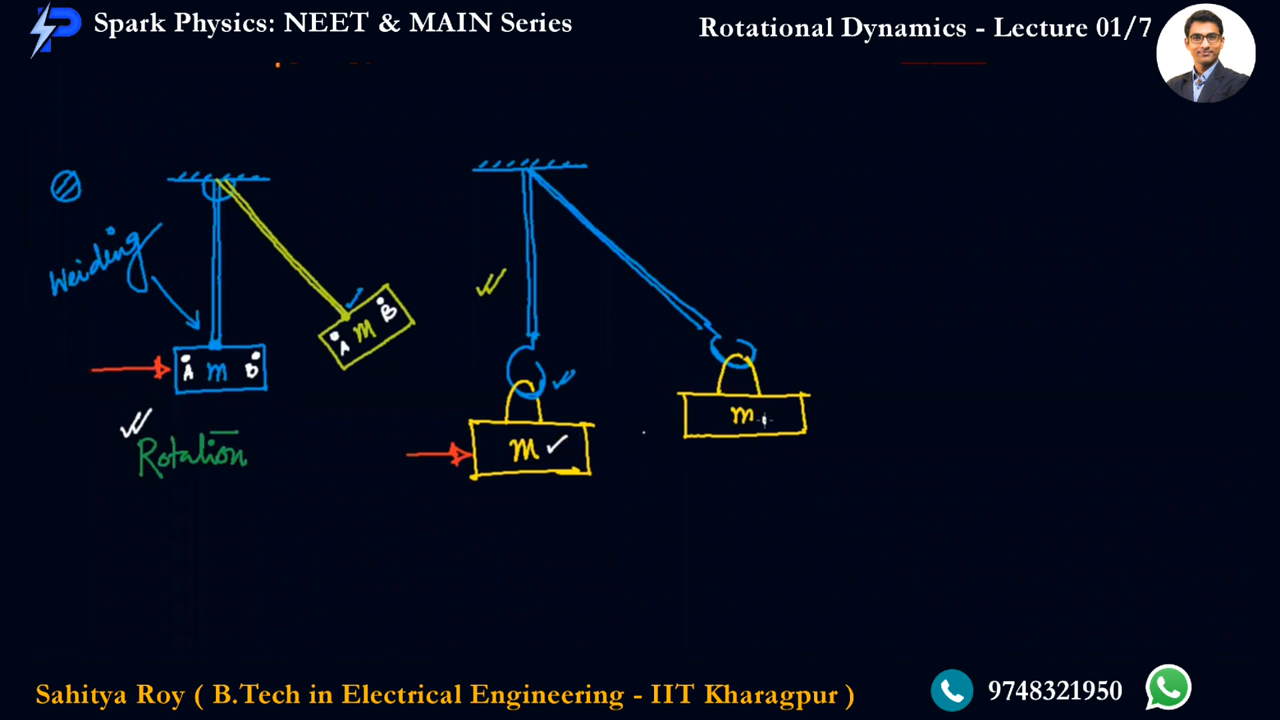 Spark Physics: NEET & MAIN Series
Rotational Dynamics - Lecture 01/7
Welding
A m B
A m B
Rotation
m
m
Sahitya Roy ( B.Tech in Electrical Engineering - IIT Kharagpur )
9748321950